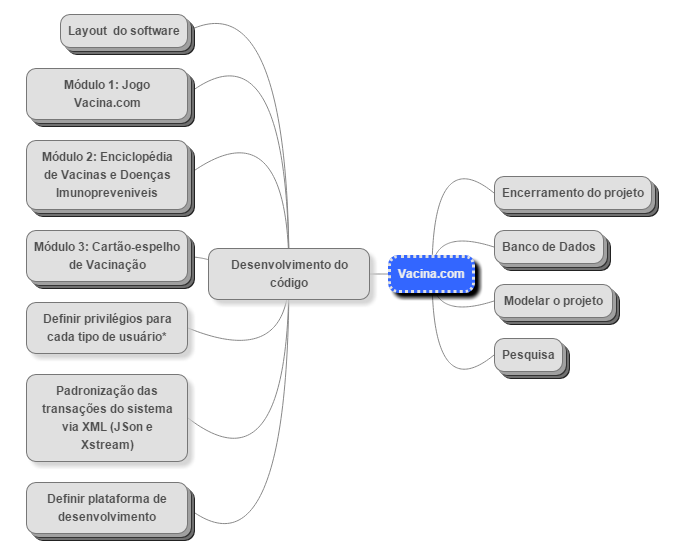 Layout  do software
Módulo 1: Jogo
Vacina.com
Módulo 2: Enciclopédia
de Vacinas e Doenças
Imunopreveniveis
Módulo 3: Cartão-espelho
de Vacinação
Definir privilégios para
cada tipo de usuário*
Padronização das
transações do sistema
via XML (JSon e
Xstream)
Definir plataforma de
desenvolvimento
Desenvolvimento do
código
Vacina.com
Encerramento do projeto
Banco de Dados
Modelar o projeto
Pesquisa